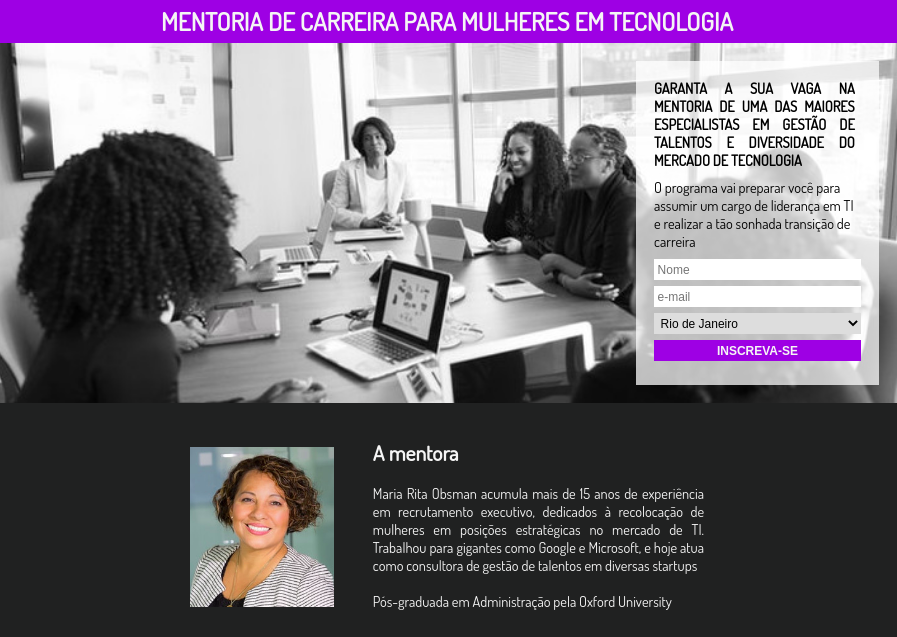 MENTORIA DE CARREIRA PARA MULHERES EM TECNOLOGIA
GARANTA A SUA VAGA NA
MENTORIA DE UMA DAS MAIORES
ESPECIALISTAS EM GESTÃO DE
TALENTOS E DIVERSIDADE DO
MERCADO DE TECNOLOGIA
O programa vai preparar você para
assumir um cargo de liderança em TI
e realizar a tão sonhada transição de
carreira
Nome
e-mail
Rio de Janeiro
INSCREVA-SE
A mentora
Maria Rita Obsman acumula mais de 15 anos de experiência
em recrutamento executivo, dedicados à recolocação de
mulheres em posições estratégicas no mercado de TI.
Trabalhou para gigantes como Google e Microsoft, e hoje atua
como consultora de gestão de talentos em diversas startups
Pós-graduada em Administração pela Oxford University